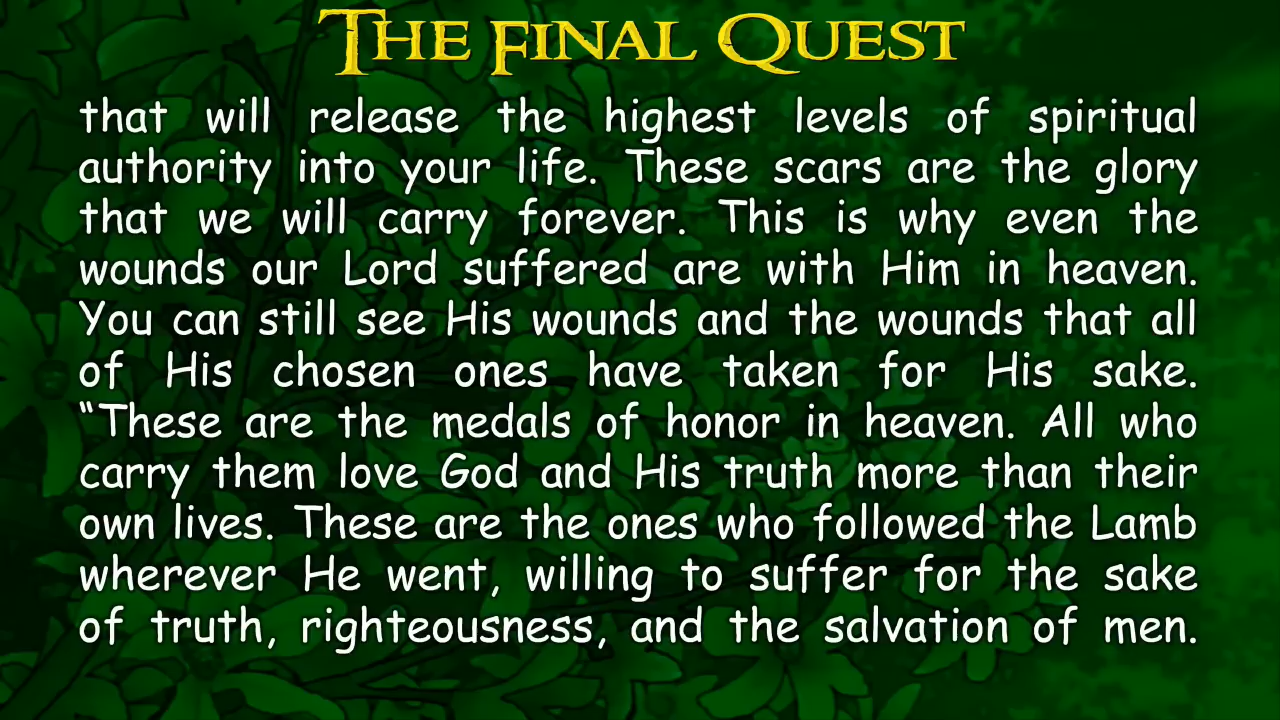 THE FINAL QUEST
that will release the highest levels of spiritual
authority into your life. These scars are the glory
that we will carry forever. This is why even the
wounds our Lord suffered are with Him in heaven.
You can still see His wounds and the wounds that all
of His chosen ones have taken for His sake.
“These are the medals of honor in heaven. All who
carry them love God and His truth more than their
own lives. These are the ones who followed the Lamb
wherever He went, willing to suffer for the sake
of truth, righteousness, and the salvation of men.